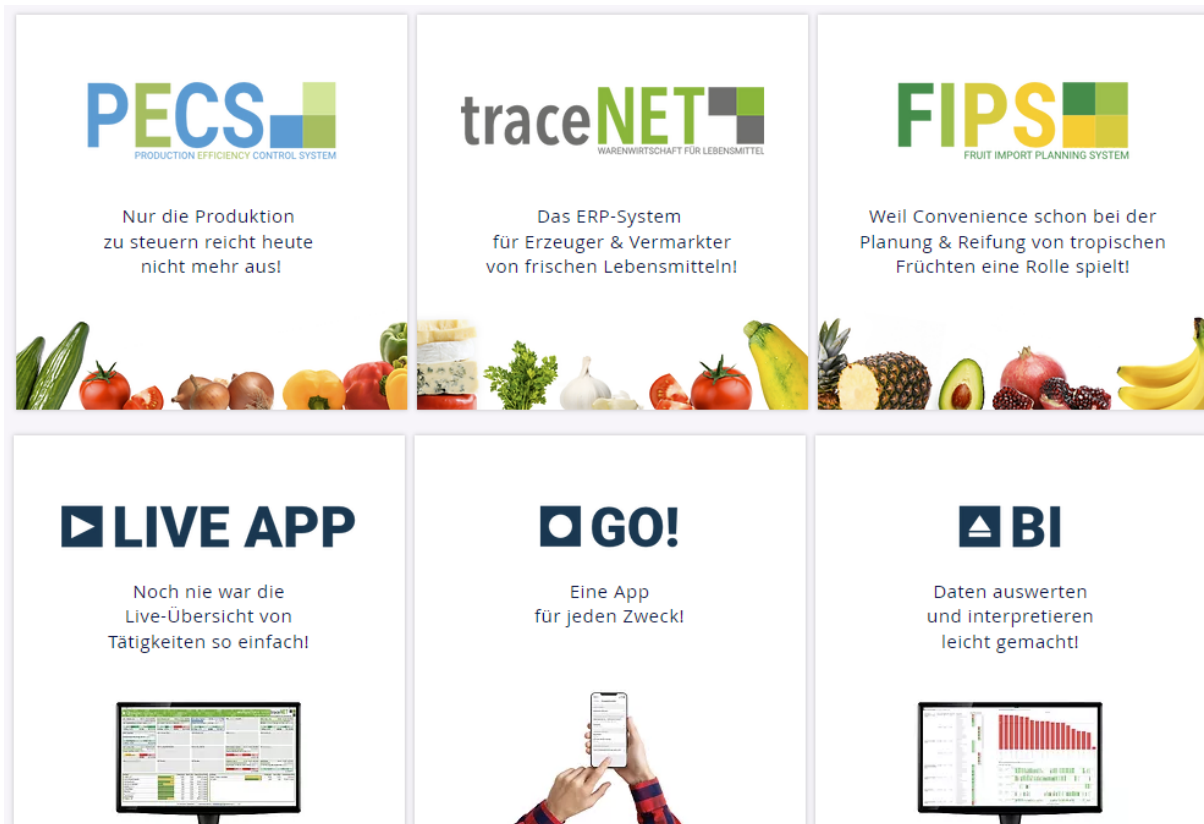 PECS
PRODUCTION EFFICIENCY CONTROL SYSTEM
Nur die Produktion
zu steuern reicht heute
nicht mehr aus!
traceNET
WARENWIRTSCHAFT FÜR LEBENSMITTEL
Das ERP-System
für Erzeuger & Vermarkter
von frischen Lebensmitteln!
FIPS
FRUIT IMPORT PLANNING SYSTEM
Weil Convenience schon bei der
Planung & Reifung von tropischen
Früchten eine Rolle spielt!
LIVE APP
Noch nie war die
Live-Übersicht von
Tätigkeiten so einfach!
GO!
Eine App
für jeden Zweck!
BI
Daten auswerten
und interpretieren
leicht gemacht!